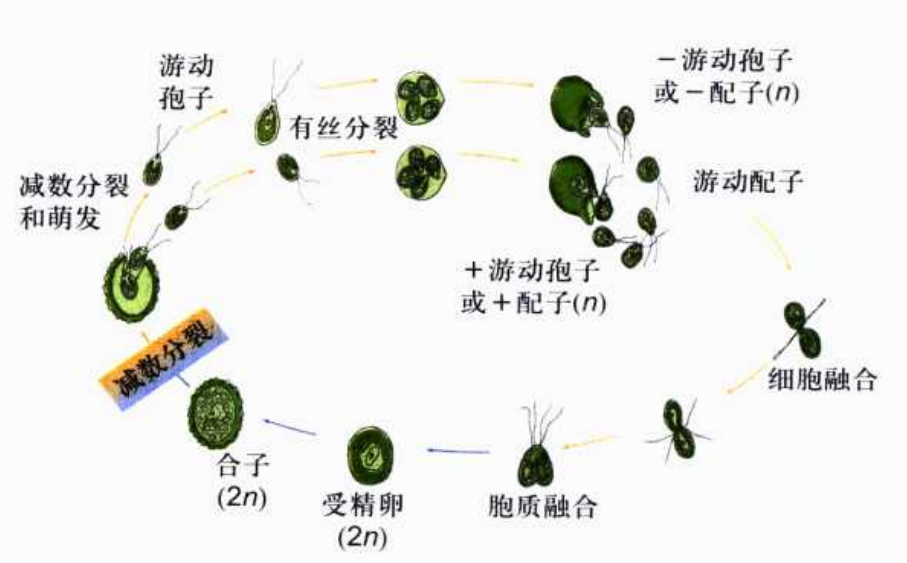 游动
孢子
－游动孢子
或－配子(n)
有丝分裂
减数分裂
和萌发
游动配子
＋游动孢子
或＋配子(n)
减数分裂
细胞融合
合子
(2n)
受精卵
(2n)
胞质融合